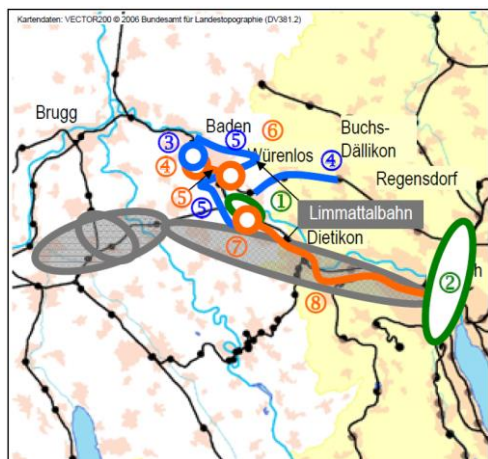 Kartendaten: VECTOR200 © 2006 Bundesamt für Landestopographie (DV381.2)
Brugg
Baden
⑥
Buchs-
Dällikon
③
⑤
Würenlos
④
④
Regensdorf
⑤
⑤
①
Limmattalbahn
Dietikon
⑦
②
h
⑧